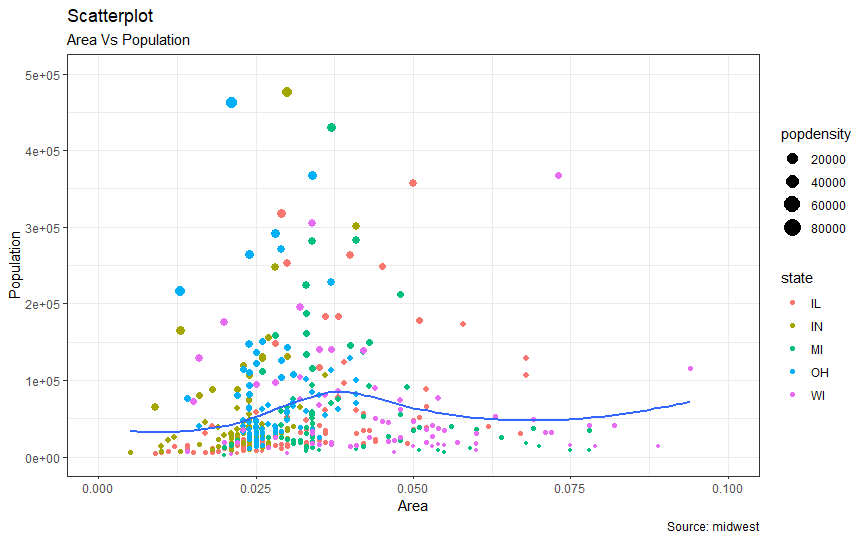 Scatterplot
Area Vs Population
5e+05
4e+05
3e+05
2e+05
1e+05
0e+00
Population
0.000 0.025 0.050 0.075 0.100
Area
popdensity
20000
40000
60000
80000
state
IL
IN
MI
OH
WI
Source: midwest